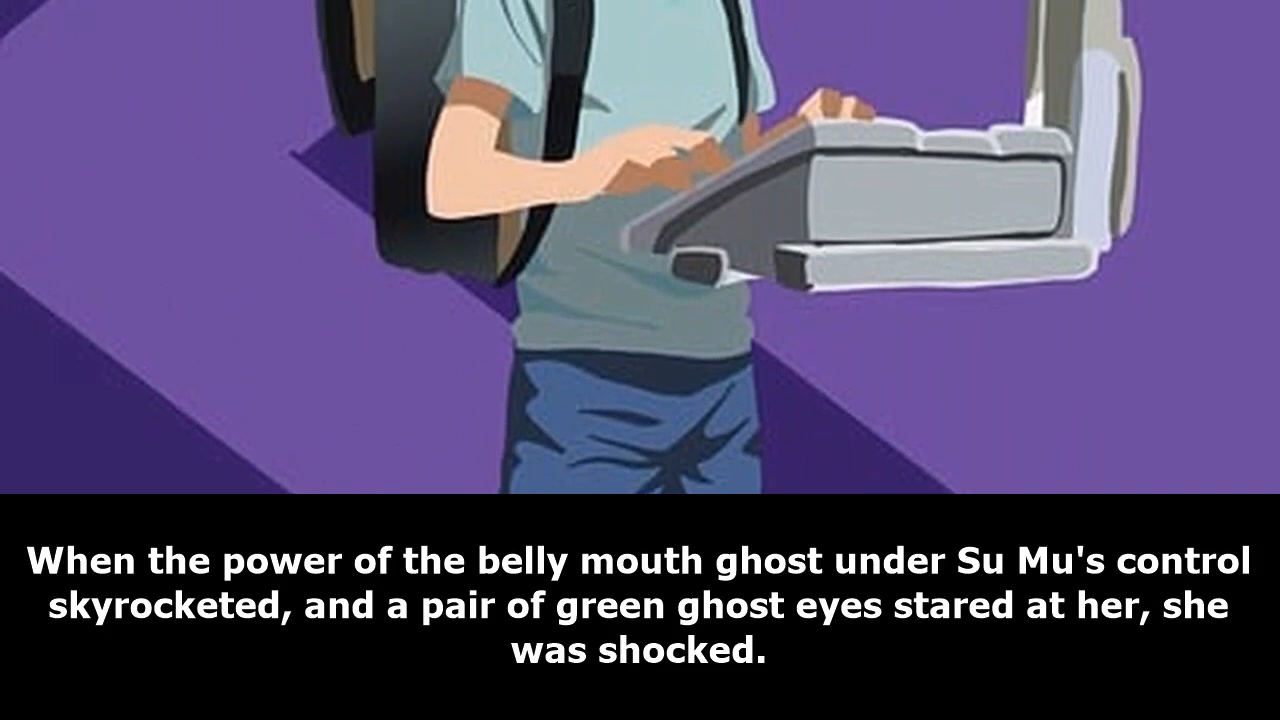 When the power of the belly mouth ghost under Su Mu's control
skyrocketed, and a pair of green ghost eyes stared at her, she
was shocked.